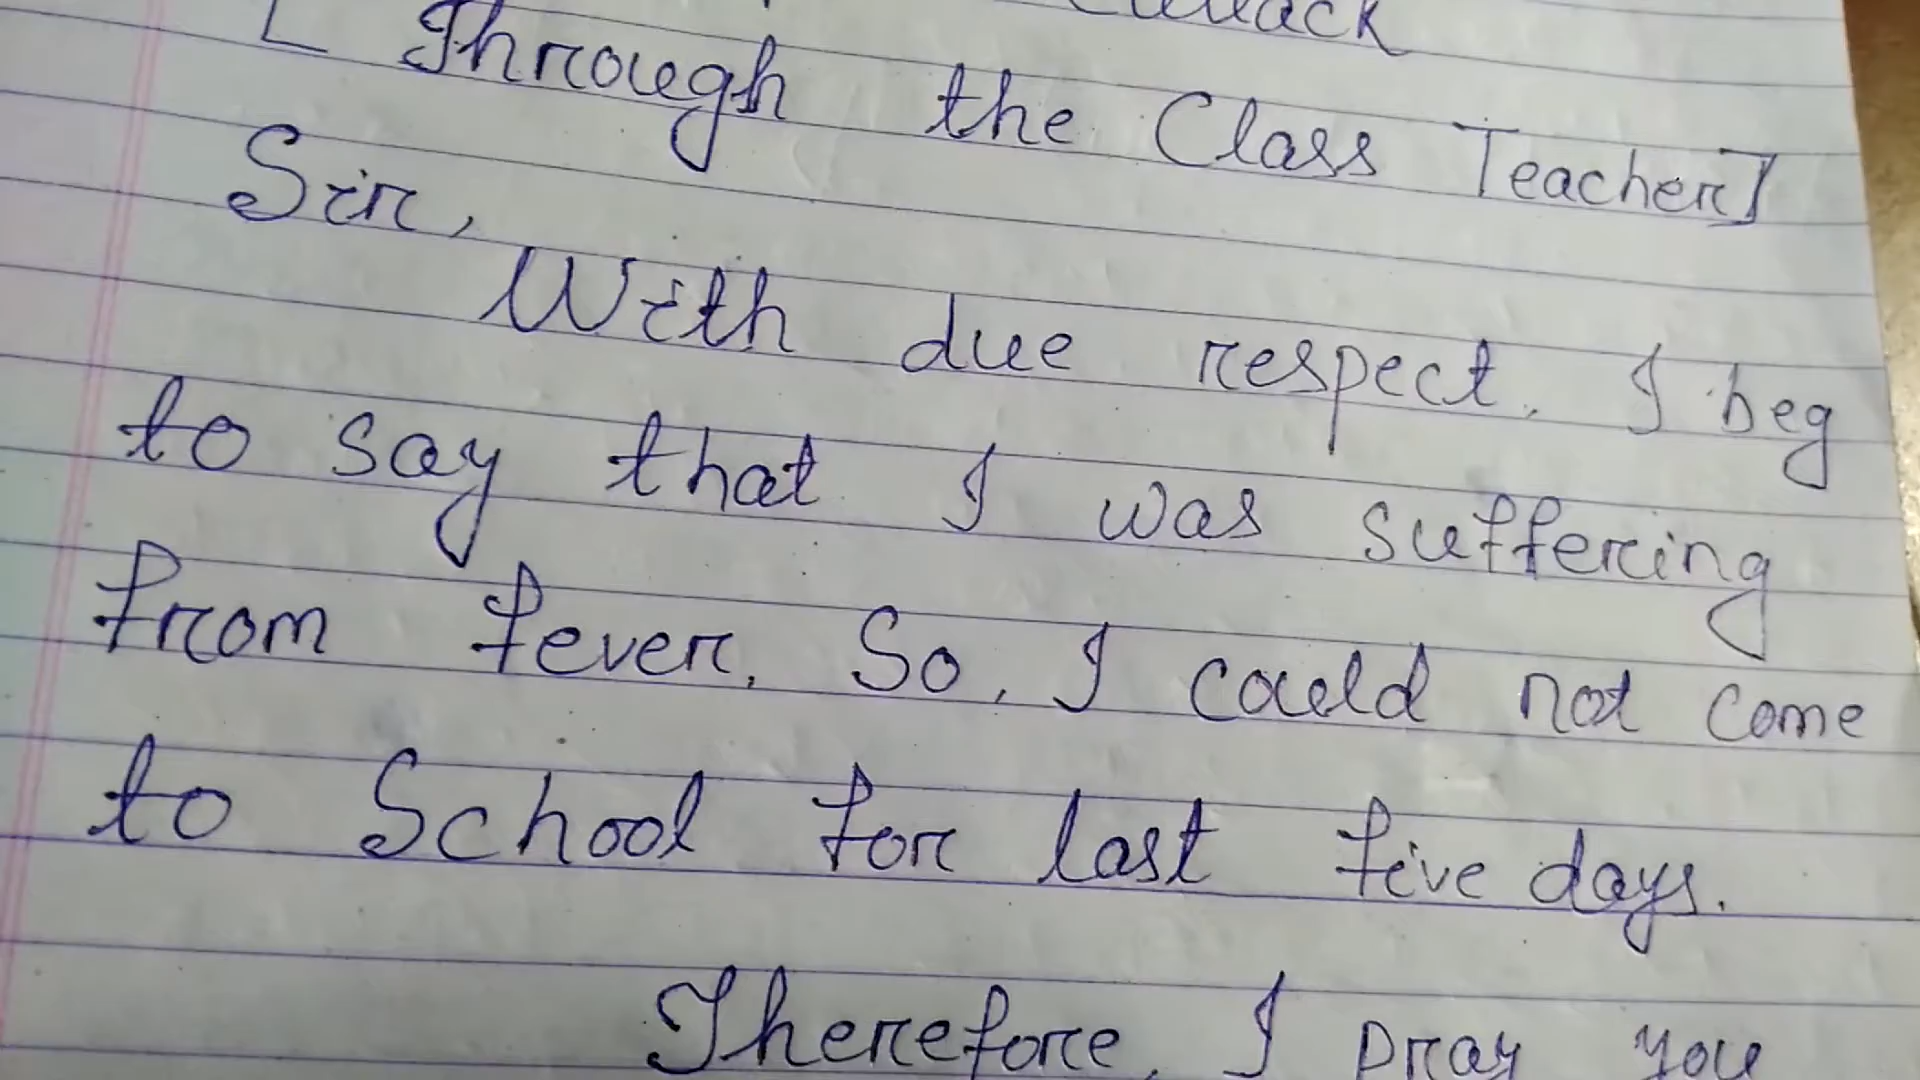 [Through the Class Teacher]
Sir,
With due respect, I beg
to say that I was suffering
from fever. So, I could not come
to School for last five days.
Therefore, I pray you